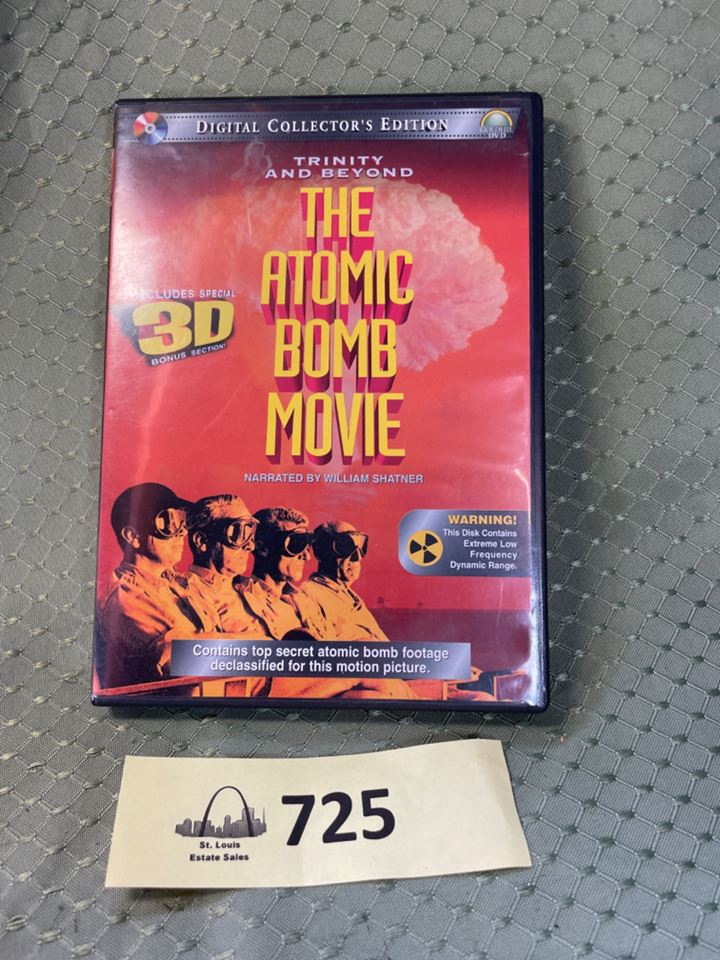 DIGITAL COLLECTOR'S EDITION
GOLDHIL
DVD
TRINITY
AND BEYOND
THE
ATOMIC
BOMB
MOVIE
INCLUDES SPECIAL
3D
BONUS SECTION!
NARRATED BY WILLIAM SHATNER
WARNING!
This Disk Contains
Extreme Low
Frequency
Dynamic Range.
Contains top secret atomic bomb footage
declassified for this motion picture.
St. Louis
Estate Sales
725